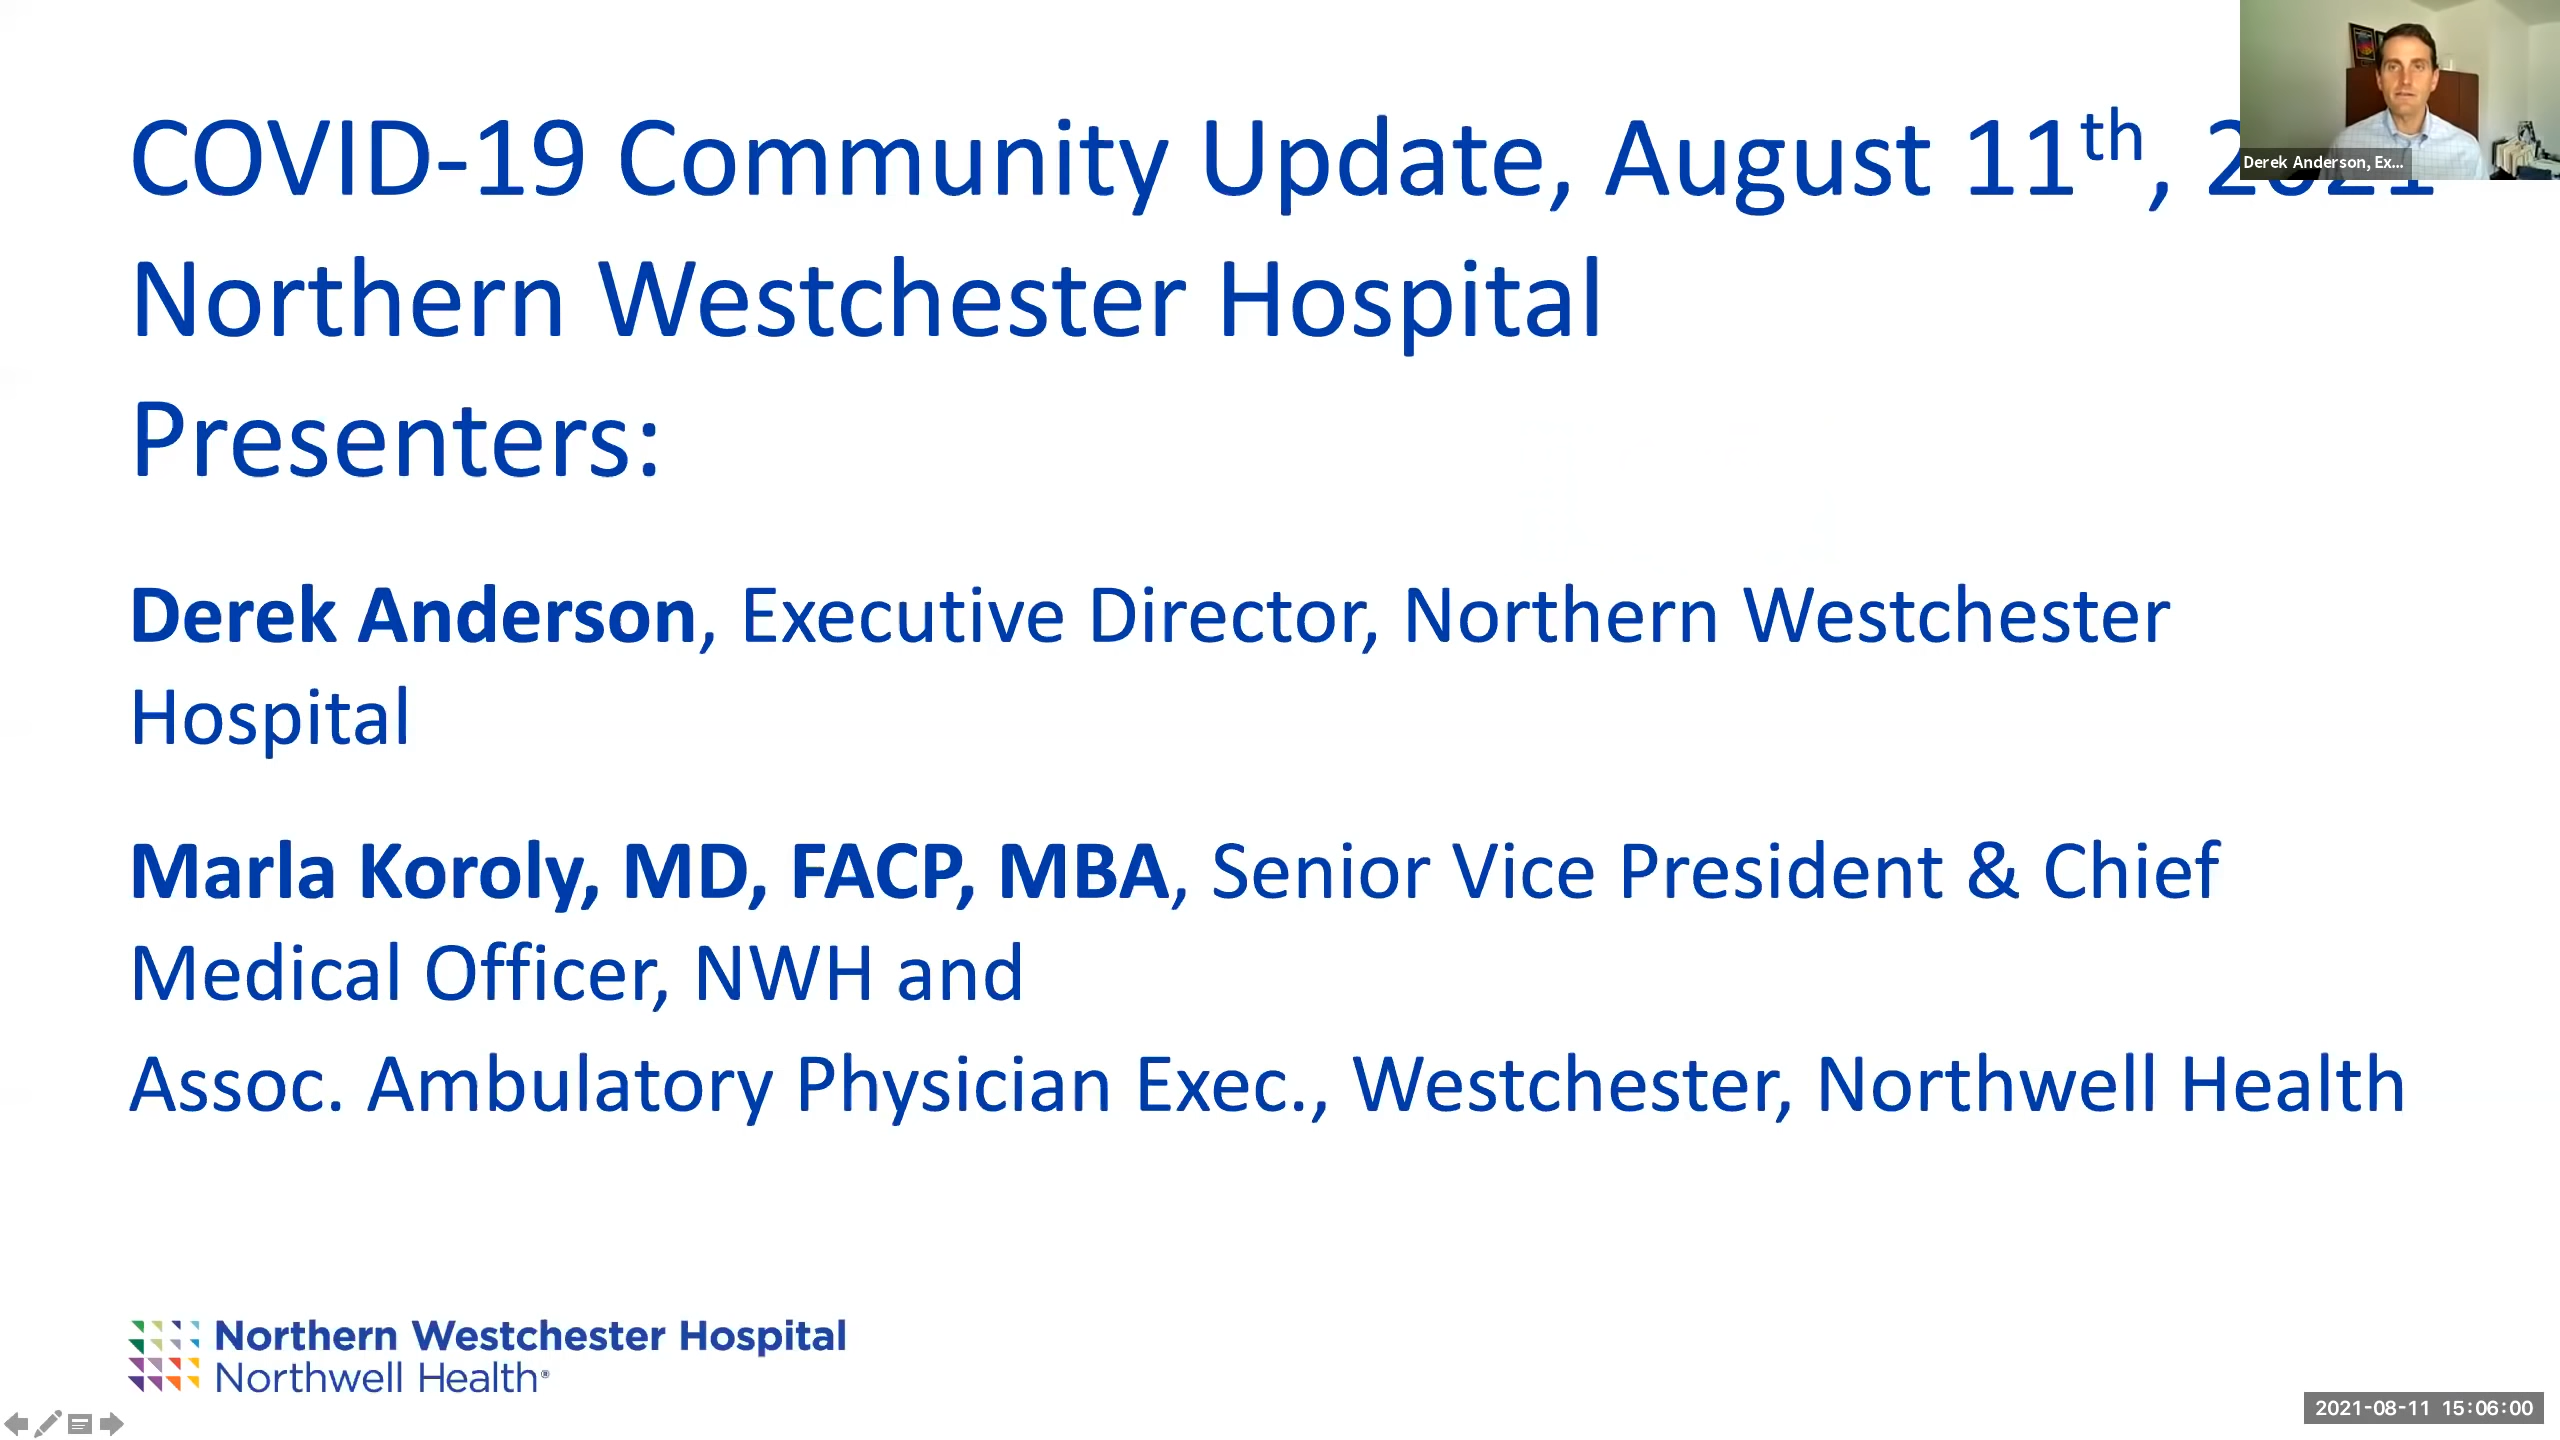 COVID-19 Community Update, August 11th, 2021
Derek Anderson, Ex...
Northern Westchester Hospital
Presenters:
Derek Anderson, Executive Director, Northern Westchester
Hospital
Marla Koroly, MD, FACP, MBA, Senior Vice President & Chief
Medical Officer, NWH and
Assoc. Ambulatory Physician Exec., Westchester, Northwell Health
Northern Westchester Hospital
Northwell Health®
2021-08-11 15:06:00